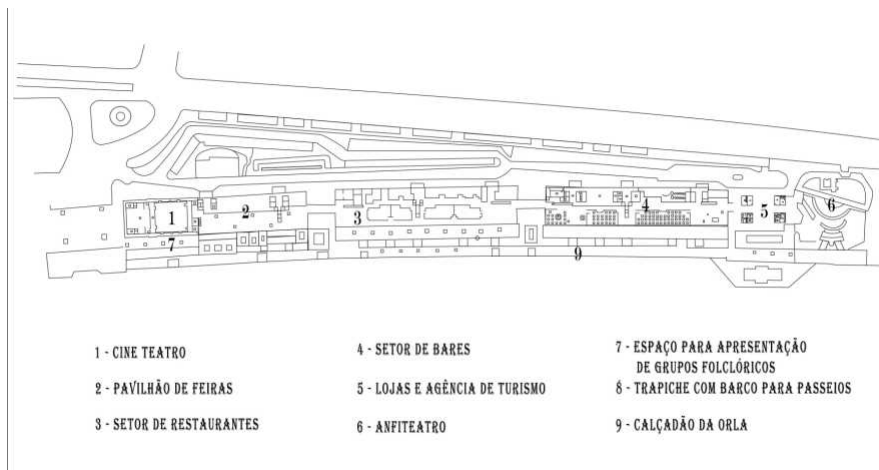 1
2
3
4
5
6
7
9
1 - CINE TEATRO
2 - PAVILHÃO DE FEIRAS
3 - SETOR DE RESTAURANTES
4 - SETOR DE BARES
5 - LOJAS E AGÊNCIA DE TURISMO
6 - ANFITEATRO
7 - ESPAÇO PARA APRESENTAÇÃO
DE GRUPOS FOLCLÓRICOS
8 - TRAPICHE COM BARCO PARA PASSEIOS
9 - CALÇADÃO DA ORLA